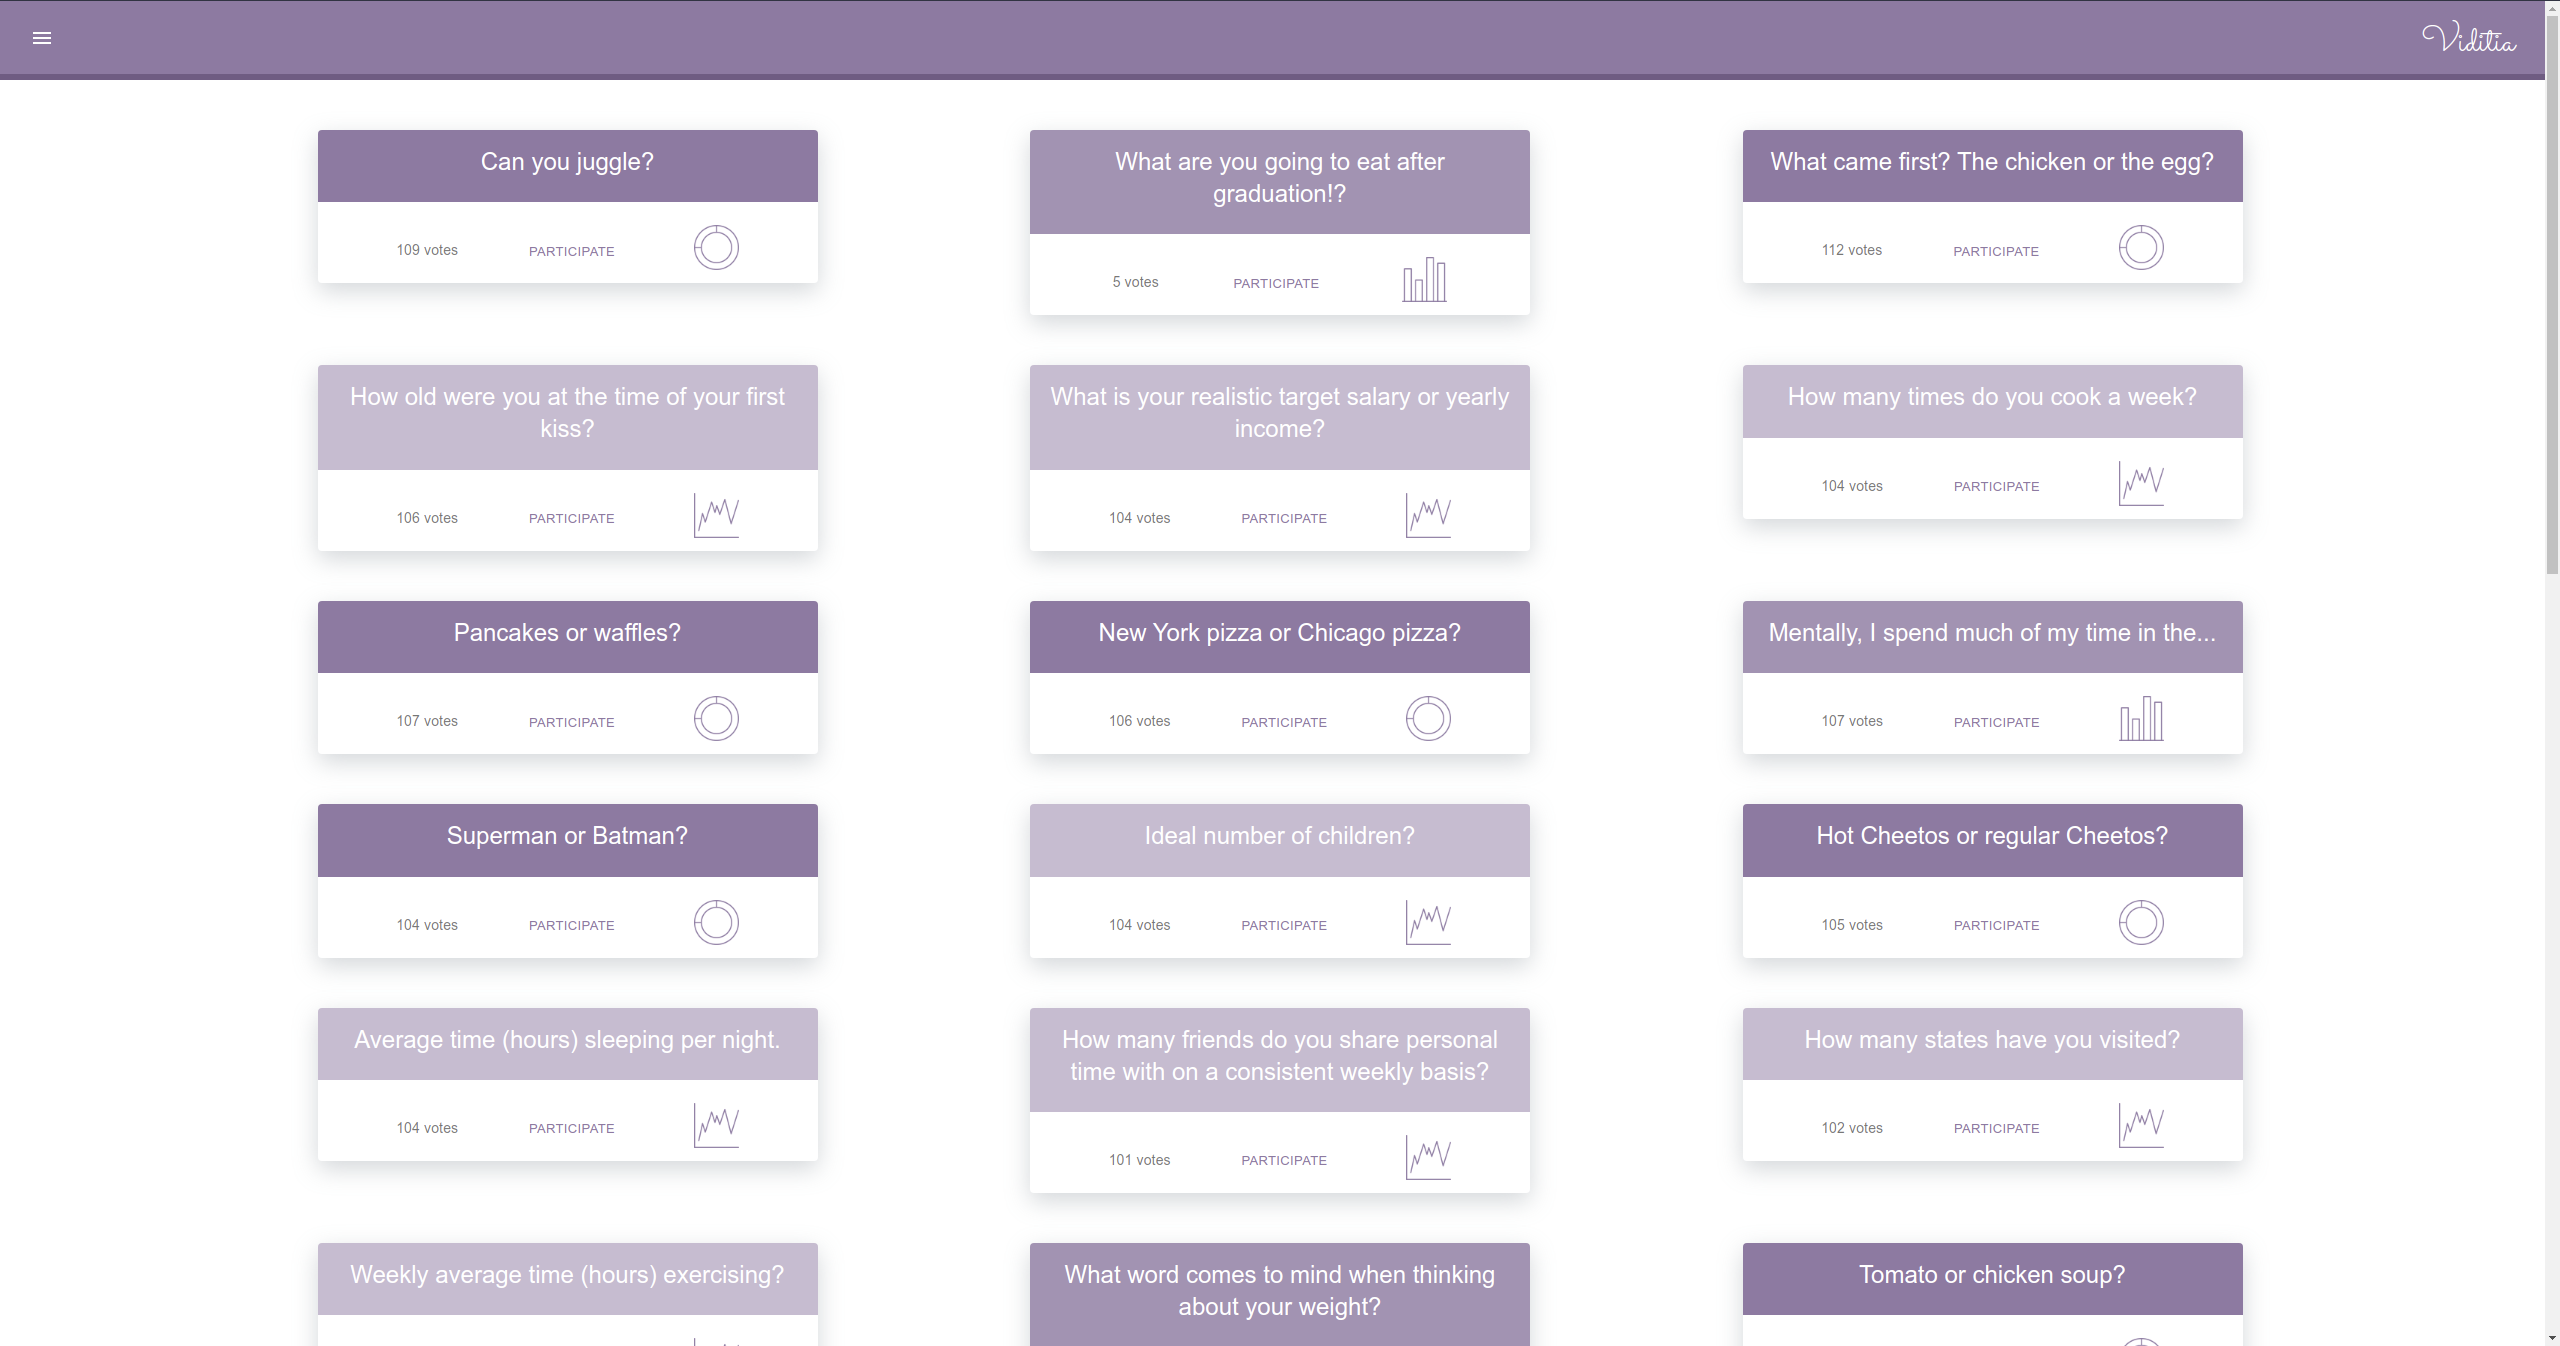 Viditia
Can you juggle?
109 votes
PARTICIPATE
What are you going to eat after
graduation!?
5 votes
PARTICIPATE
What came first? The chicken or the egg?
112 votes
PARTICIPATE
How old were you at the time of your first
kiss?
106 votes
PARTICIPATE
What is your realistic target salary or yearly
income?
104 votes
PARTICIPATE
How many times do you cook a week?
104 votes
PARTICIPATE
Pancakes or waffles?
107 votes
PARTICIPATE
New York pizza or Chicago pizza?
106 votes
PARTICIPATE
Mentally, I spend much of my time in the...
107 votes
PARTICIPATE
Superman or Batman?
104 votes
PARTICIPATE
Ideal number of children?
104 votes
PARTICIPATE
Hot Cheetos or regular Cheetos?
105 votes
PARTICIPATE
Average time (hours) sleeping per night.
104 votes
PARTICIPATE
How many friends do you share personal
time with on a consistent weekly basis?
101 votes
PARTICIPATE
How many states have you visited?
102 votes
PARTICIPATE
Weekly average time (hours) exercising?
What word comes to mind when thinking
about your weight?
Tomato or chicken soup?